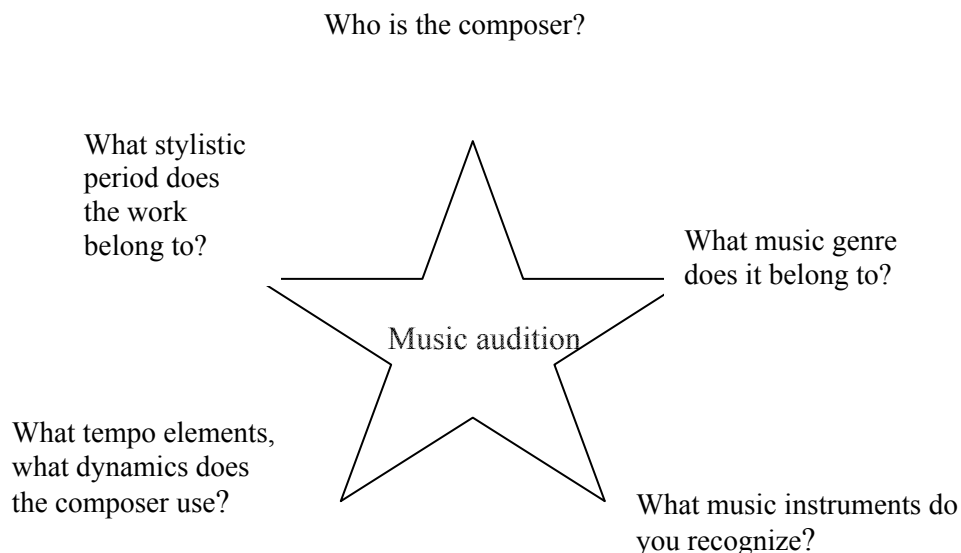 Who is the composer?
What stylistic
period does
the work
belong to?
What music genre
does it belong to?
Music audition
What tempo elements,
what dynamics does
the composer use?
What music instruments do
you recognize?